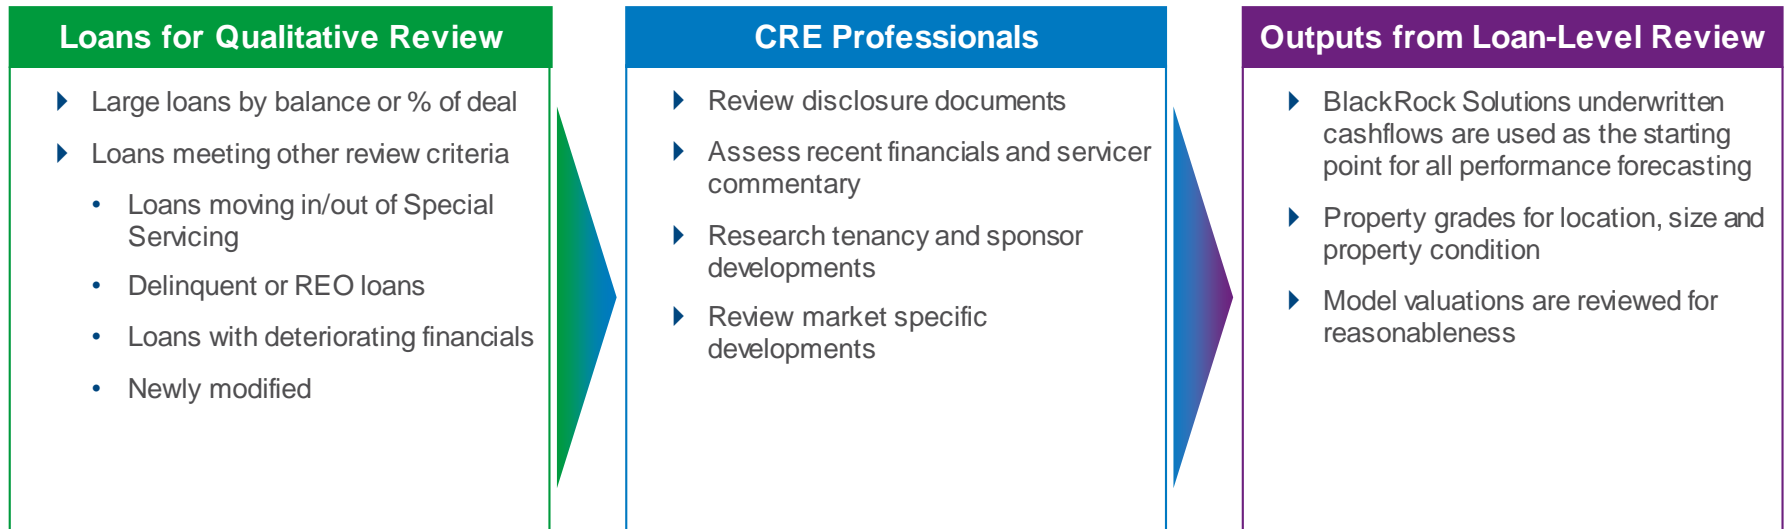 Loans for Qualitative Review
Large loans by balance or % of deal
Loans meeting other review criteria
Loans moving in/out of Special
Servicing
Delinquent or REO loans
Loans with deteriorating financials
Newly modified
CRE Professionals
Review disclosure documents
Assess recent financials and servicer
commentary
Research tenancy and sponsor
developments
Review market specific
developments
Outputs from Loan-Level Review
BlackRock Solutions underwritten
cashflows are used as the starting
point for all performance forecasting
Property grades for location, size and
property condition
Model valuations are reviewed for
reasonableness